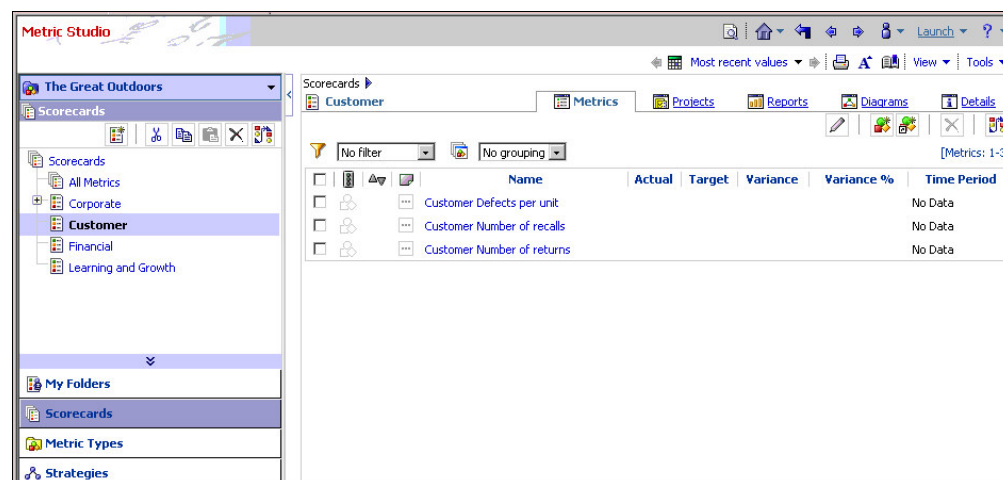 Metric Studio
Launch ?
Most recent values A View Tools
The Great Outdoors
Scorecards
Scorecards
All Metrics
Corporate
Customer
Financial
Learning and Growth
My Folders
Scorecards
Metric Types
Strategies
Scorecards
Customer Metrics Projects Reports Diagrams Details
No filter No grouping [Metrics: 1-3
Name Actual Target Variance Variance % Time Period
Customer Defects per unit No Data
Customer Number of recalls No Data
Customer Number of returns No Data